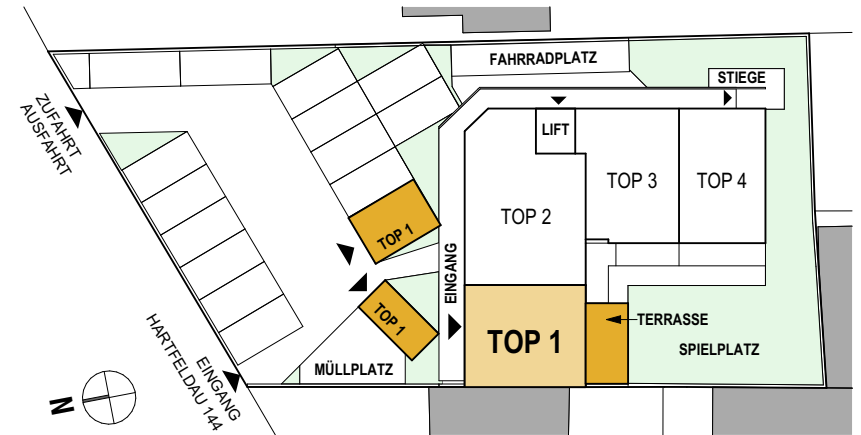 FAHRRADPLATZ
STIEGE
ZUFAHRT
AUSFAHRT
LIFT
TOP 3
TOP 4
TOP 2
TOP 1
EINGANG
TOP 1
TERRASSE
TOP 1
SPIELPLATZ
MÜLLPLATZ
EINGANG
HARTFELDAU 144
N